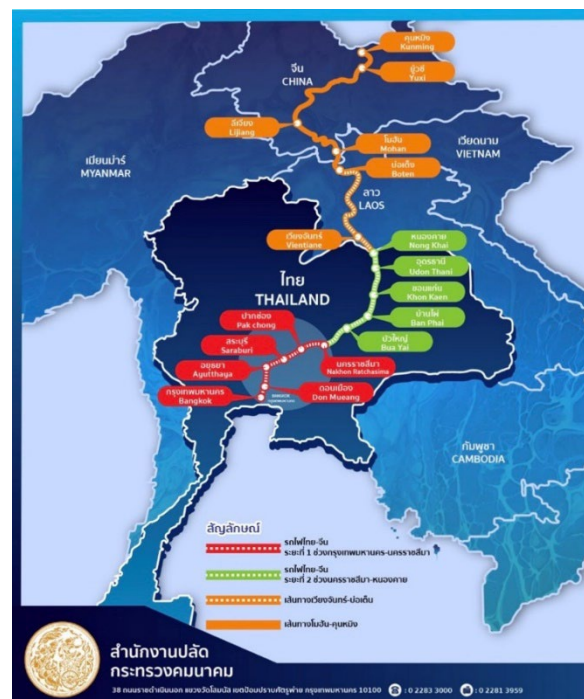 คุนหมิง
Kunming
จีน
CHINA
ยู่วซี
Yuxi
ลี่เจียง
Lijiang
โมฮัน
Mohan
เวียดนาม
VIETNAM
เมียนม่าร์
MYANMAR
บ่อเต็ง
Boten
ลาว
LAOS
เวียงจันทร์
Vientiane
หนองคาย
Nong Khai
อุดรธานี
Udon Thani
ไทย
THAILAND
ขอนแก่น
Khon Kaen
ปากช่อง
Pak chong
บ้านไผ่
Ban Phai
สระบุรี
Saraburi
บัวใหญ่
Bua Yai
อยุธยา
Ayutthaya
นครราชสีมา
Nakhon Ratchasima
กรุงเทพมหานคร
Bangkok
ดอนเมือง
Don Mueang
กัมพูชา
CAMBODIA
สัญลักษณ์
รถไฟไทย-จีน
ระยะที่ 1 ช่วงกรุงเทพมหานคร-นครราชสีมา
รถไฟไทย-จีน
ระยะที่ 2 ช่วงนครราชสีมา-หนองคาย
เส้นทางเวียงจันทร์-บ่อเต็น
เส้นทางโมฮัน-คุนหมิง
สำนักงานปลัด
กระทรวงคมนาคม
38 ถนนราชดำเนินนอก แขวงวัดโสมนัส เขตป้อมปราบศัตรูพ่าย กรุงเทพมหานคร 10100 : 0 2283 3000 : 0 2281 3959